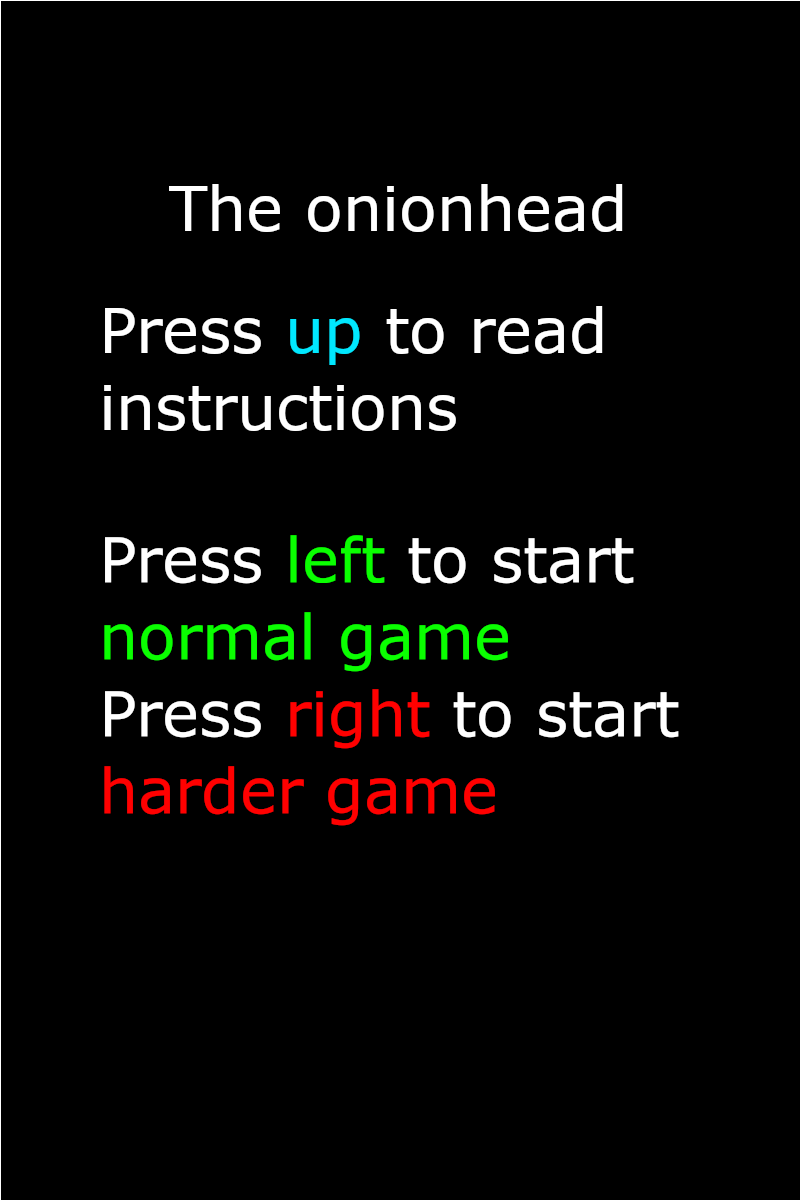 The onionhead
Press up to read
instructions
Press left to start
normal game
Press right to start
harder game